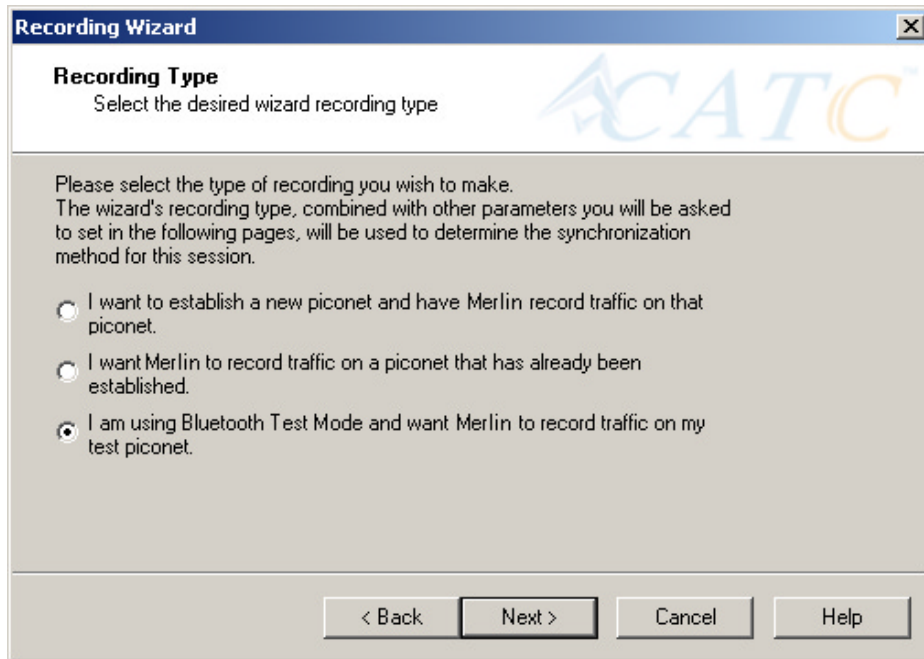 Recording Wizard
Recording Type
Select the desired wizard recording type
CATC
Please select the type of recording you wish to make.
The wizard's recording type, combined with other parameters you will be asked
to set in the following pages, will be used to determine the synchronization
method for this session.
I want to establish a new piconet and have Merlin record traffic on that
piconet.
I want Merlin to record traffic on a piconet that has already been
established.
I am using Bluetooth Test Mode and want Merlin to record traffic on my
test piconet.
< Back
Next >
Cancel
Help